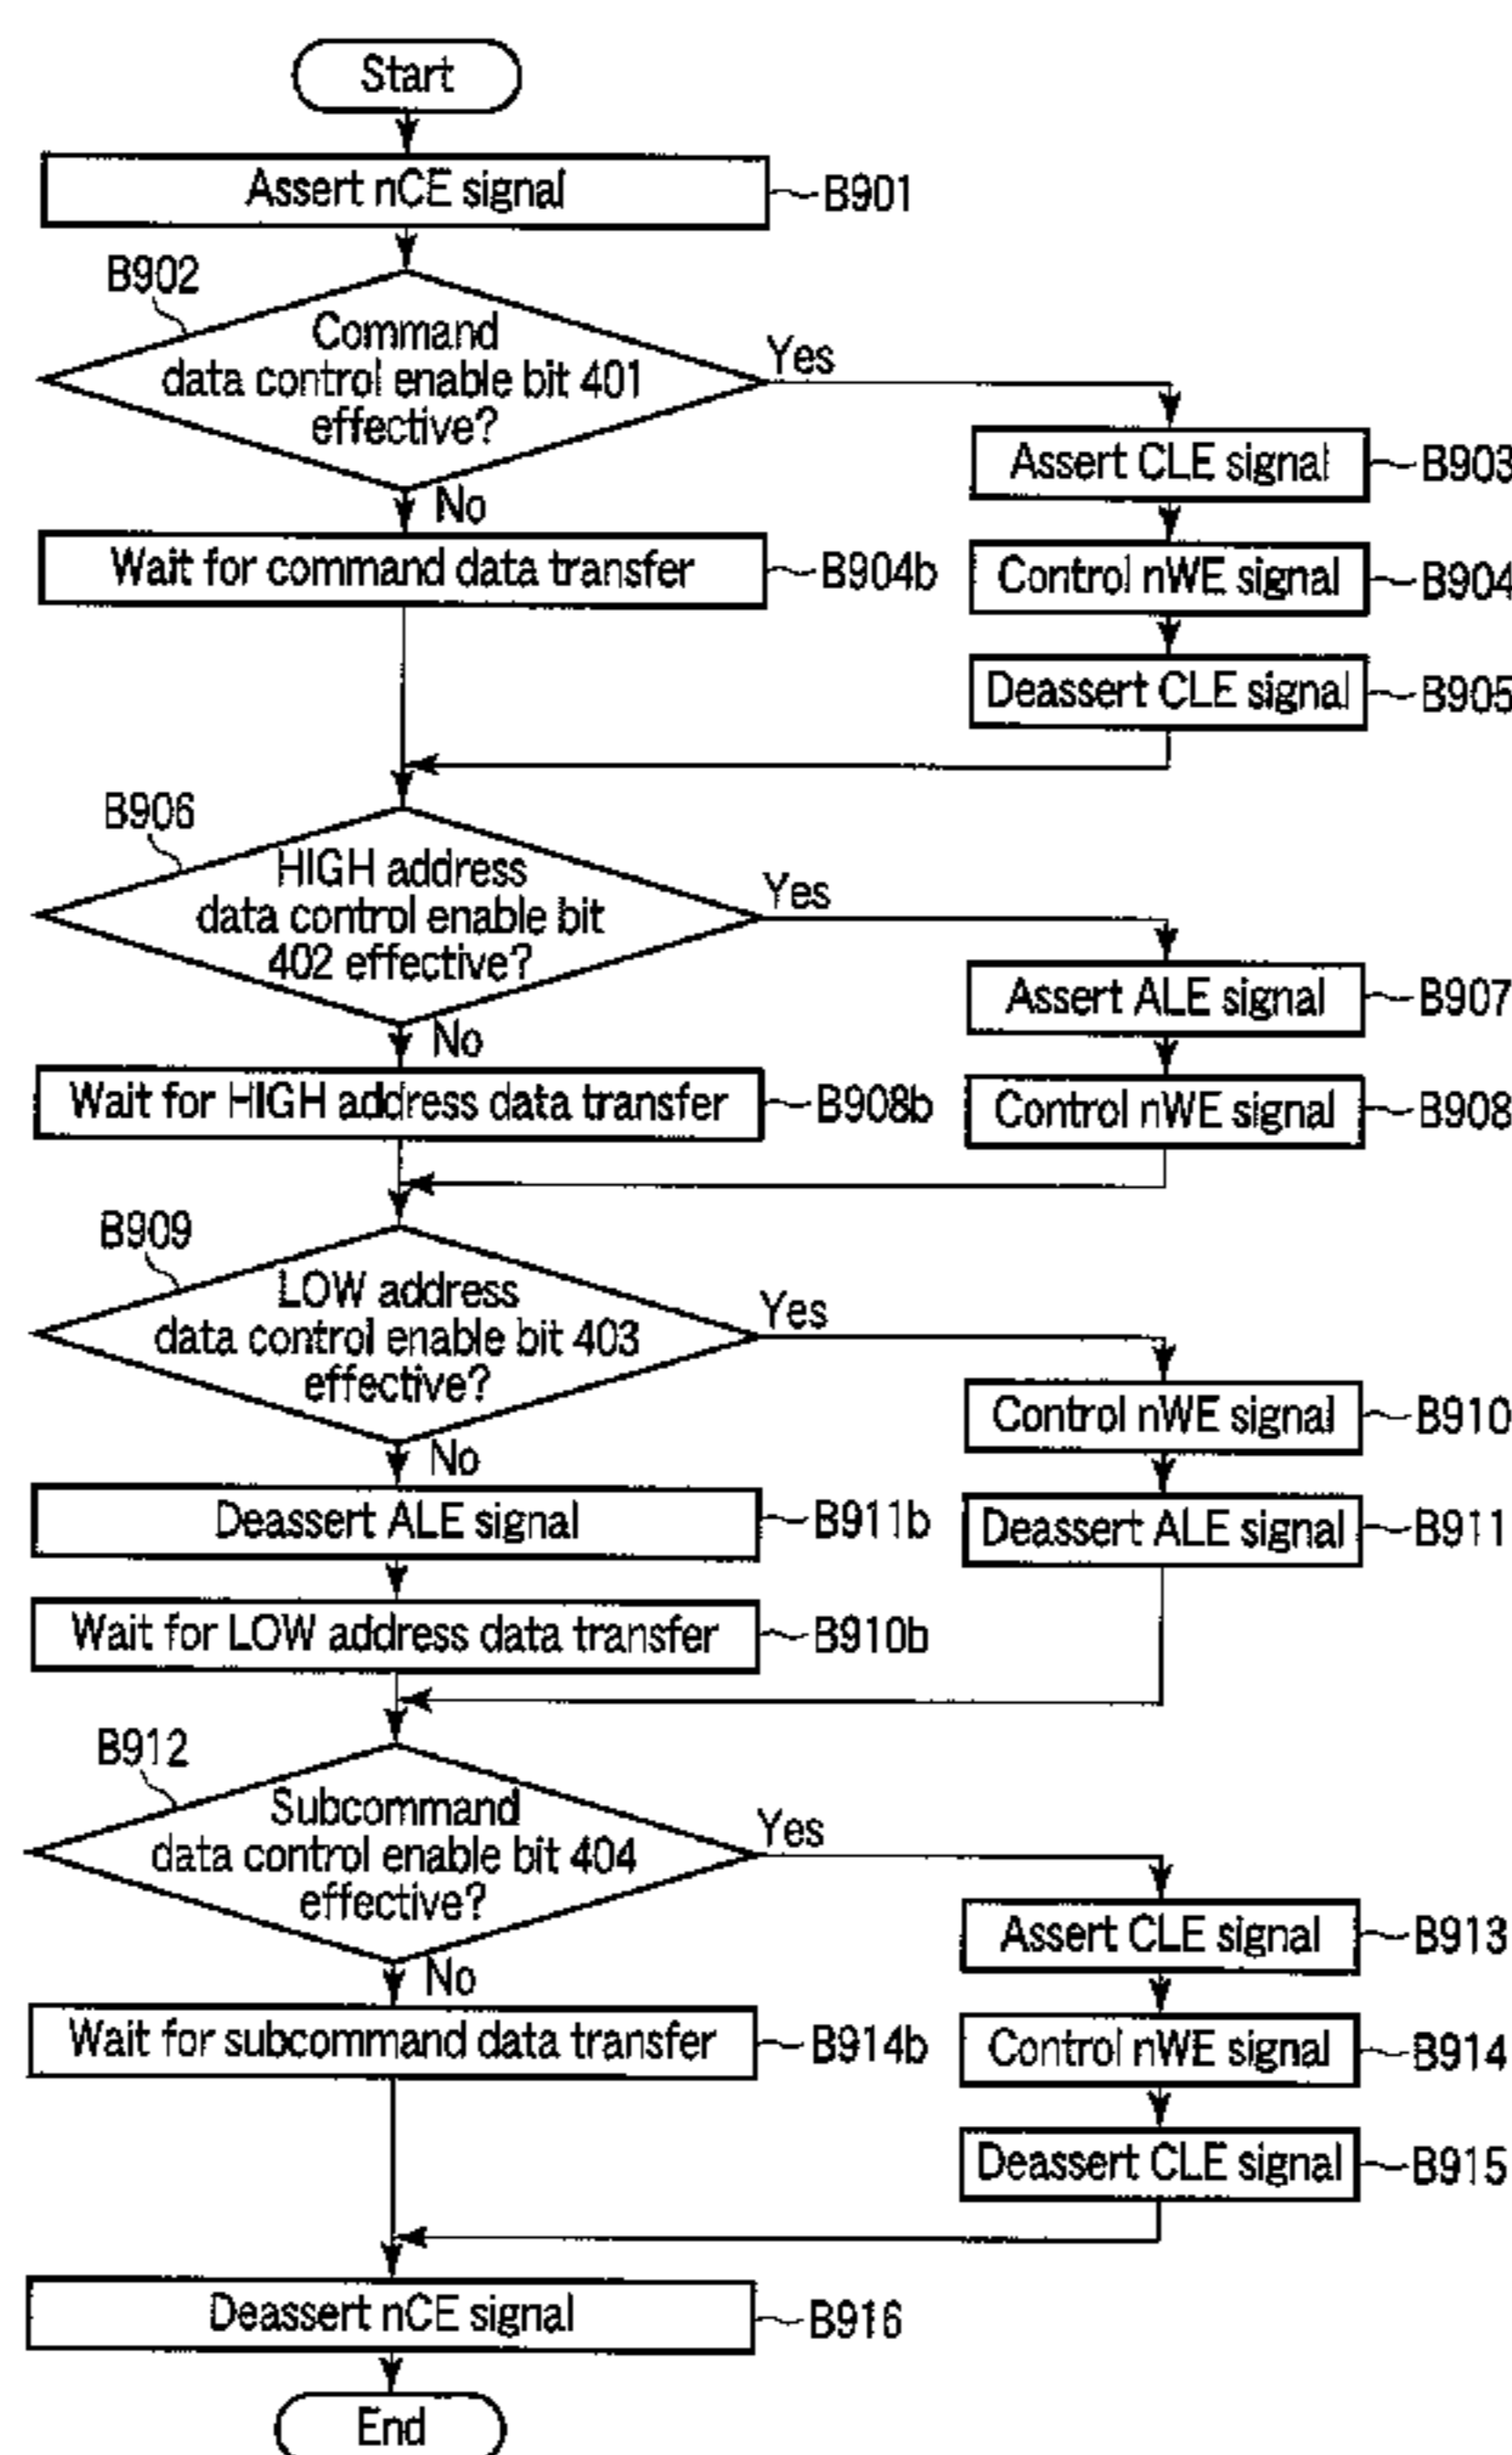 Start
Assert nCE signal
B901
B902
Command
data control enable bit 401
effective?
Yes
No
Assert CLE signal
B903
Wait for command data transfer
B904b
Control nWE signal
B904
Deassert CLE signal
B905
B906
HIGH address
data control enable bit
402 effective?
Yes
No
Assert ALE signal
B907
Wait for HIGH address data transfer
B908b
Control nWE signal
B908
B909
LOW address
data control enable bit 403
effective?
Yes
No
Control nWE signal
B910
Deassert ALE signal
B911b
Deassert ALE signal
B911
Wait for LOW address data transfer
B910b
B912
Subcommand
data control enable bit 404
effective?
Yes
No
Assert CLE signal
B913
Wait for subcommand data transfer
B914b
Control nWE signal
B914
Deassert CLE signal
B915
Deassert nCE signal
B916
End